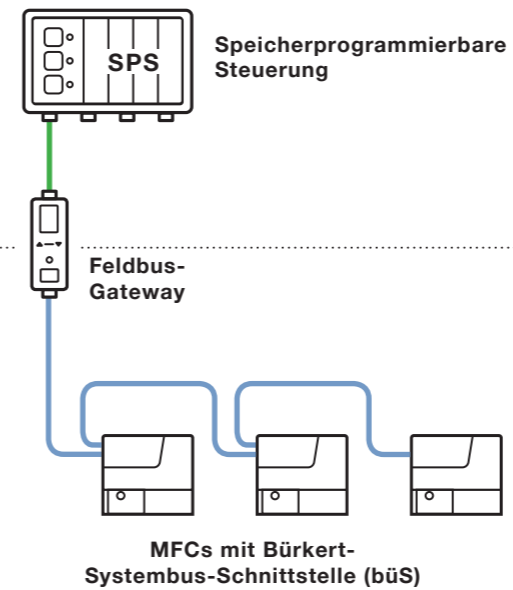 SPS
Speicherprogrammierbare
Steuerung
Feldbus-
Gateway
MFCs mit Bürkert-
Systembus-Schnittstelle (büS)